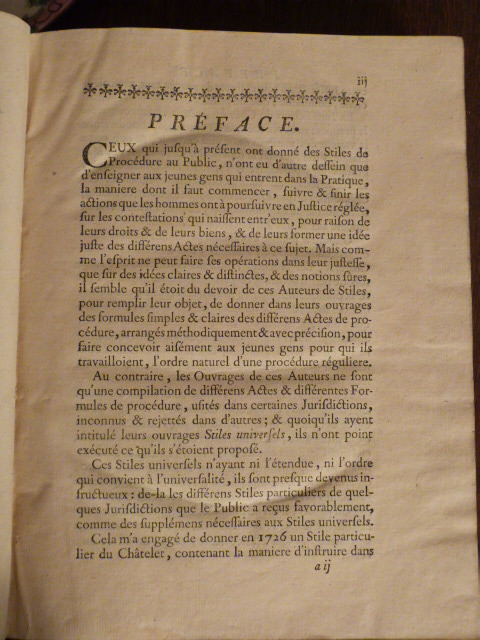 iij
PRÉFACE.
CEUX qui jusqu'à présent ont donné des Stiles de
Procédure au Public, n'ont eu d'autre dessein que
d'enseigner aux jeunes gens qui entrent dans la Pratique,
la maniere dont il faut commencer, suivre & finir les
actions que les hommes ont à poursuivre en Justice réglée,
sur les contestations qui naissent entr'eux, pour raison de
leurs droits & de leurs biens, & de leurs former une idée
juste des différens Actes nécessaires à ce sujet. Mais com-
me l'esprit ne peut faire ses opérations dans leur justesse,
que sur des idées claires & distinctes, & des notions sûres,
il semble qu'il étoit du devoir de ces Auteurs de Stiles,
pour remplir leur objet, de donner dans leurs ouvrages
des formules simples & claires des différens Actes de pro-
cédure, arrangés méthodiquement & avec précision, pour
faire concevoir aisément aux jeunes gens pour qui ils
travailloient, l'ordre naturel d'une procédure réguliere.
Au contraire, les Ouvrages de ces Auteurs ne sont
qu'une compilation de différens Actes & différentes For-
mules de procédure, usités dans certaines Jurisdictions,
inconnus & rejettés dans d'autres; & quoiqu'ils ayent
intitulé leurs ouvrages Stiles universels, ils n'ont point
exécuté ce qu'ils s'étoient proposé.
Ces Stiles universels n'ayant ni l'étendue, ni l'ordre
qui convient à l'universalité, ils sont presque devenus in-
fructueux: de-là les différens Stiles particuliers de quel-
ques Jurisdictions que le Public a reçus favorablement,
comme des supplémens nécessaires aux Stiles universels.
Cela m'a engagé de donner en 1726 un Stile particu-
lier du Châtelet, contenant la maniere d'instruire dans
a ij